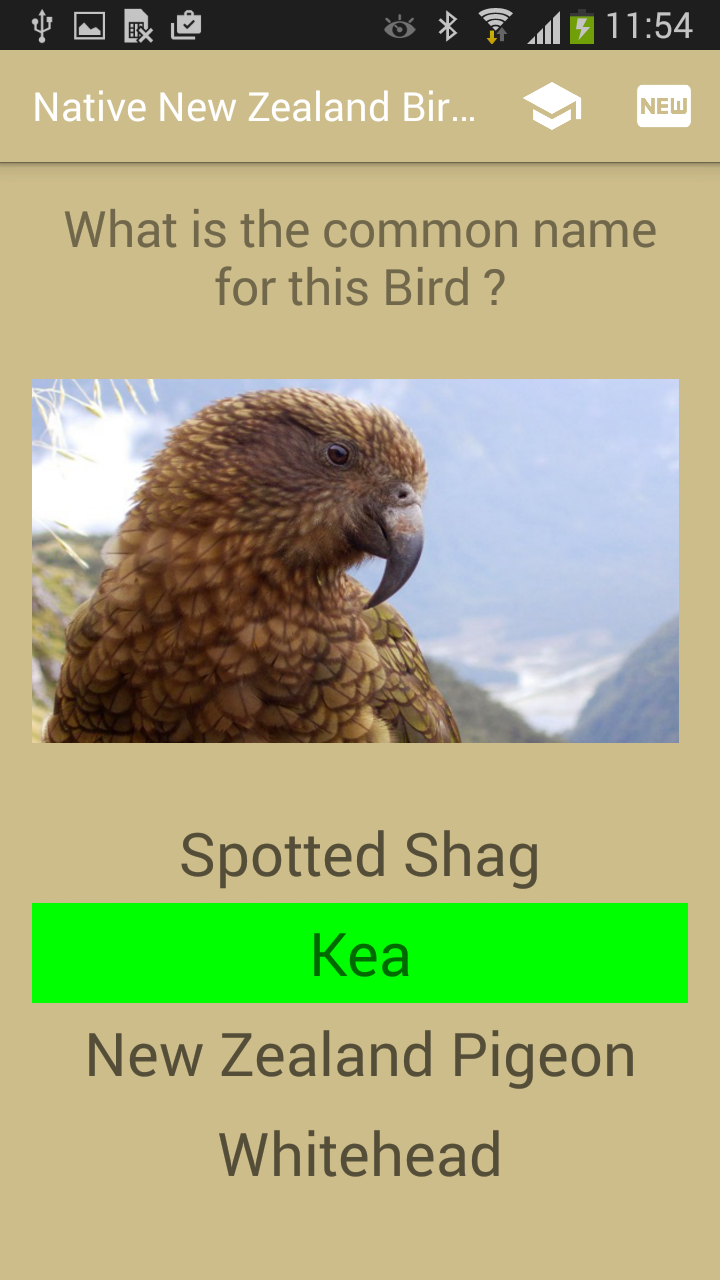 11:54
Native New Zealand Bir...
NEW
What is the common name
for this Bird ?
Spotted Shag
Kea
New Zealand Pigeon
Whitehead